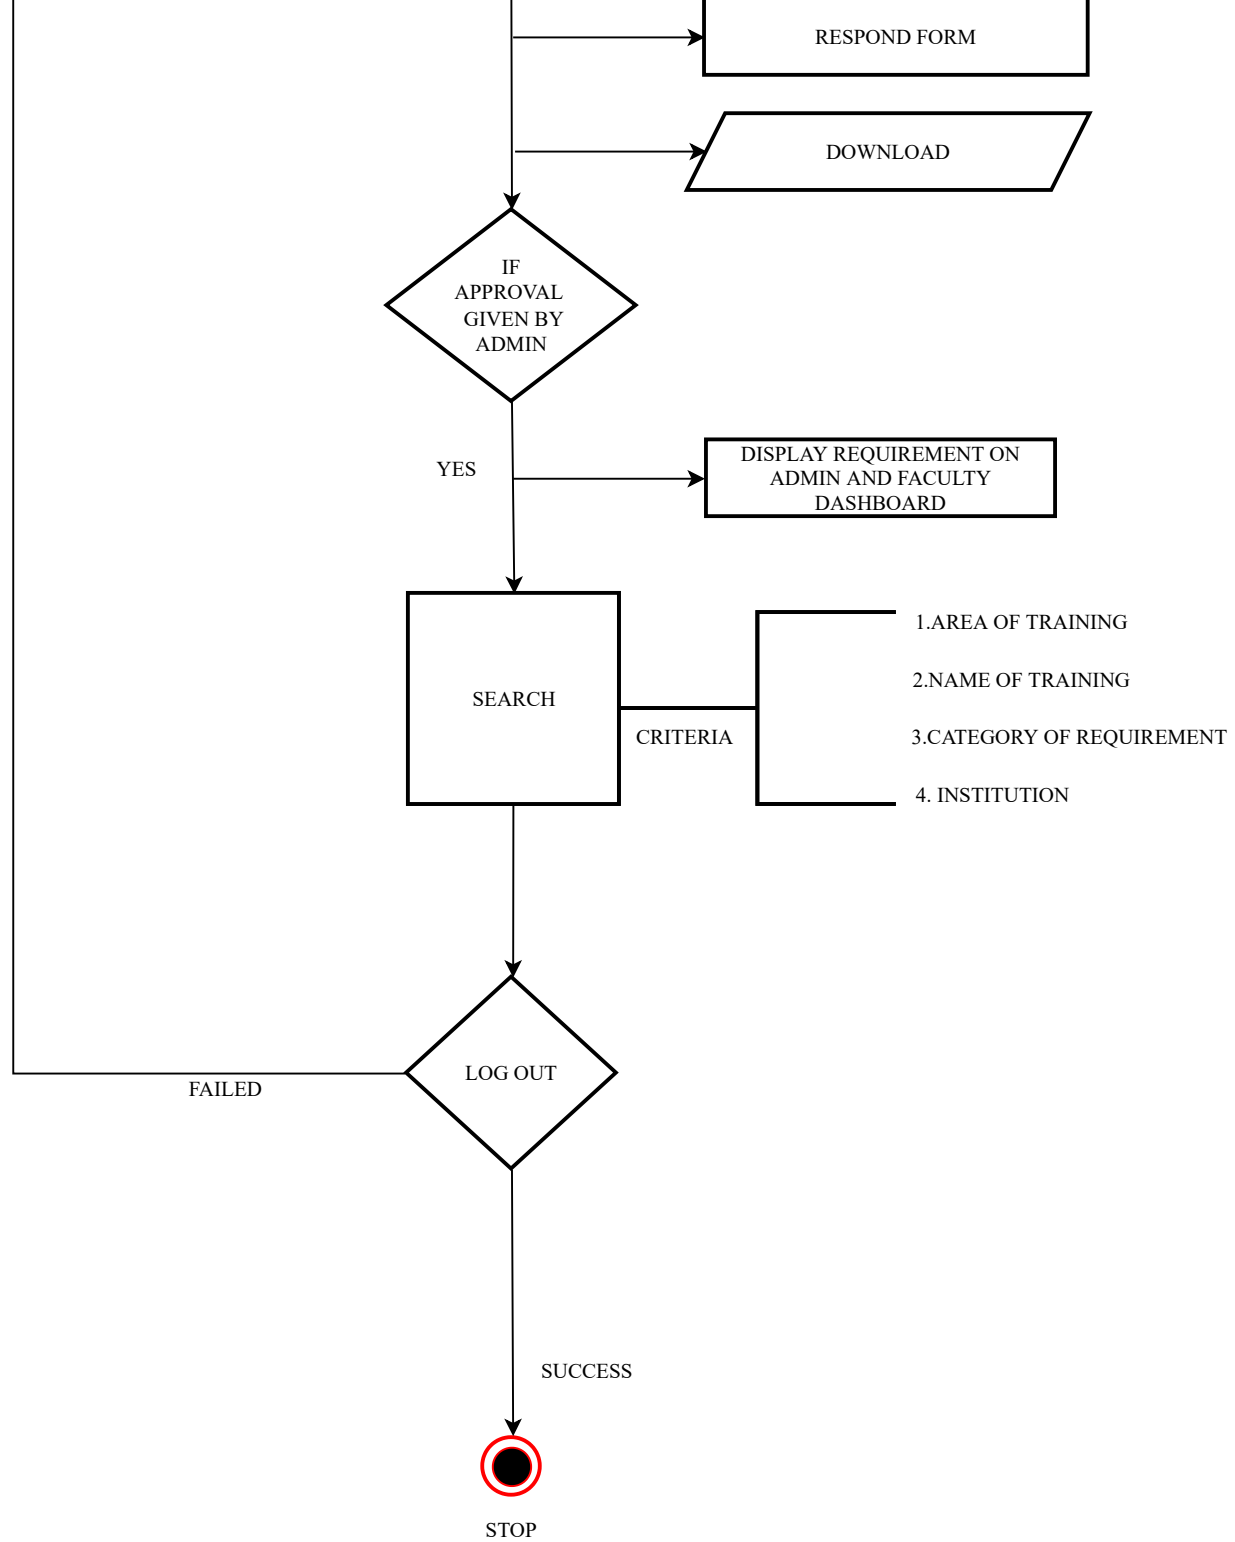 RESPOND FORM
DOWNLOAD
IF
APPROVAL
GIVEN BY
ADMIN
YES
DISPLAY REQUIREMENT ON
ADMIN AND FACULTY
DASHBOARD
SEARCH
CRITERIA
1.AREA OF TRAINING
2.NAME OF TRAINING
3.CATEGORY OF REQUIREMENT
4. INSTITUTION
LOG OUT
FAILED
SUCCESS
STOP